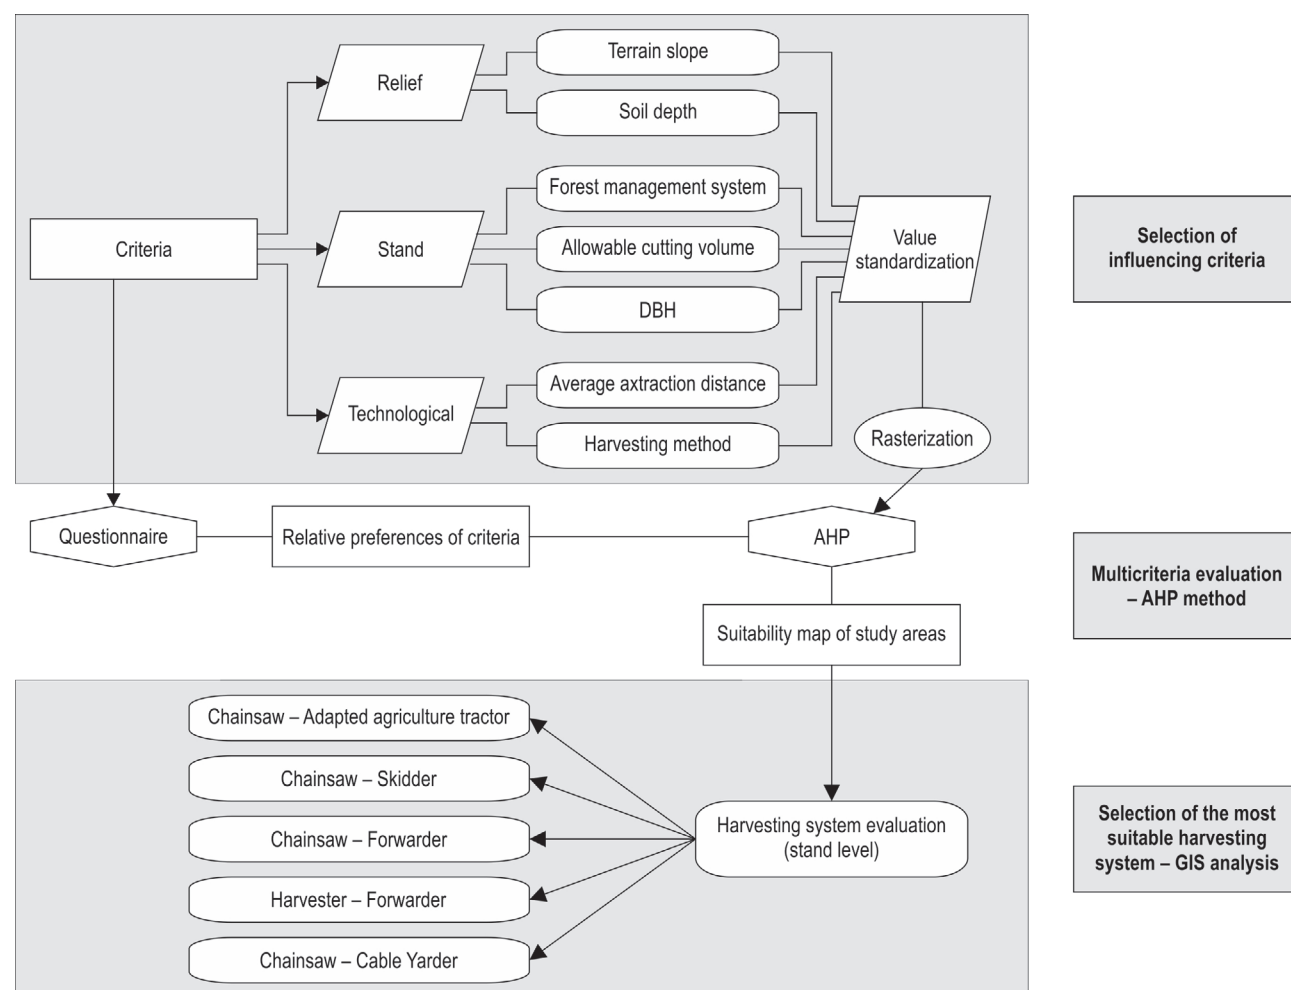 Terrain slope
Relief
Soil depth
Forest management system
Criteria
Stand
Allowable cutting volume
Value
standardization
DBH
Average axtraction distance
Technological
Harvesting method
Rasterization
Selection of
influencing criteria
Questionnaire
Relative preferences of criteria
AHP
Suitability map of study areas
Multicriteria evaluation
– AHP method
Chainsaw – Adapted agriculture tractor
Chainsaw – Skidder
Chainsaw – Forwarder
Harvester – Forwarder
Chainsaw – Cable Yarder
Harvesting system evaluation
(stand level)
Selection of the most
suitable harvesting
system – GIS analysis